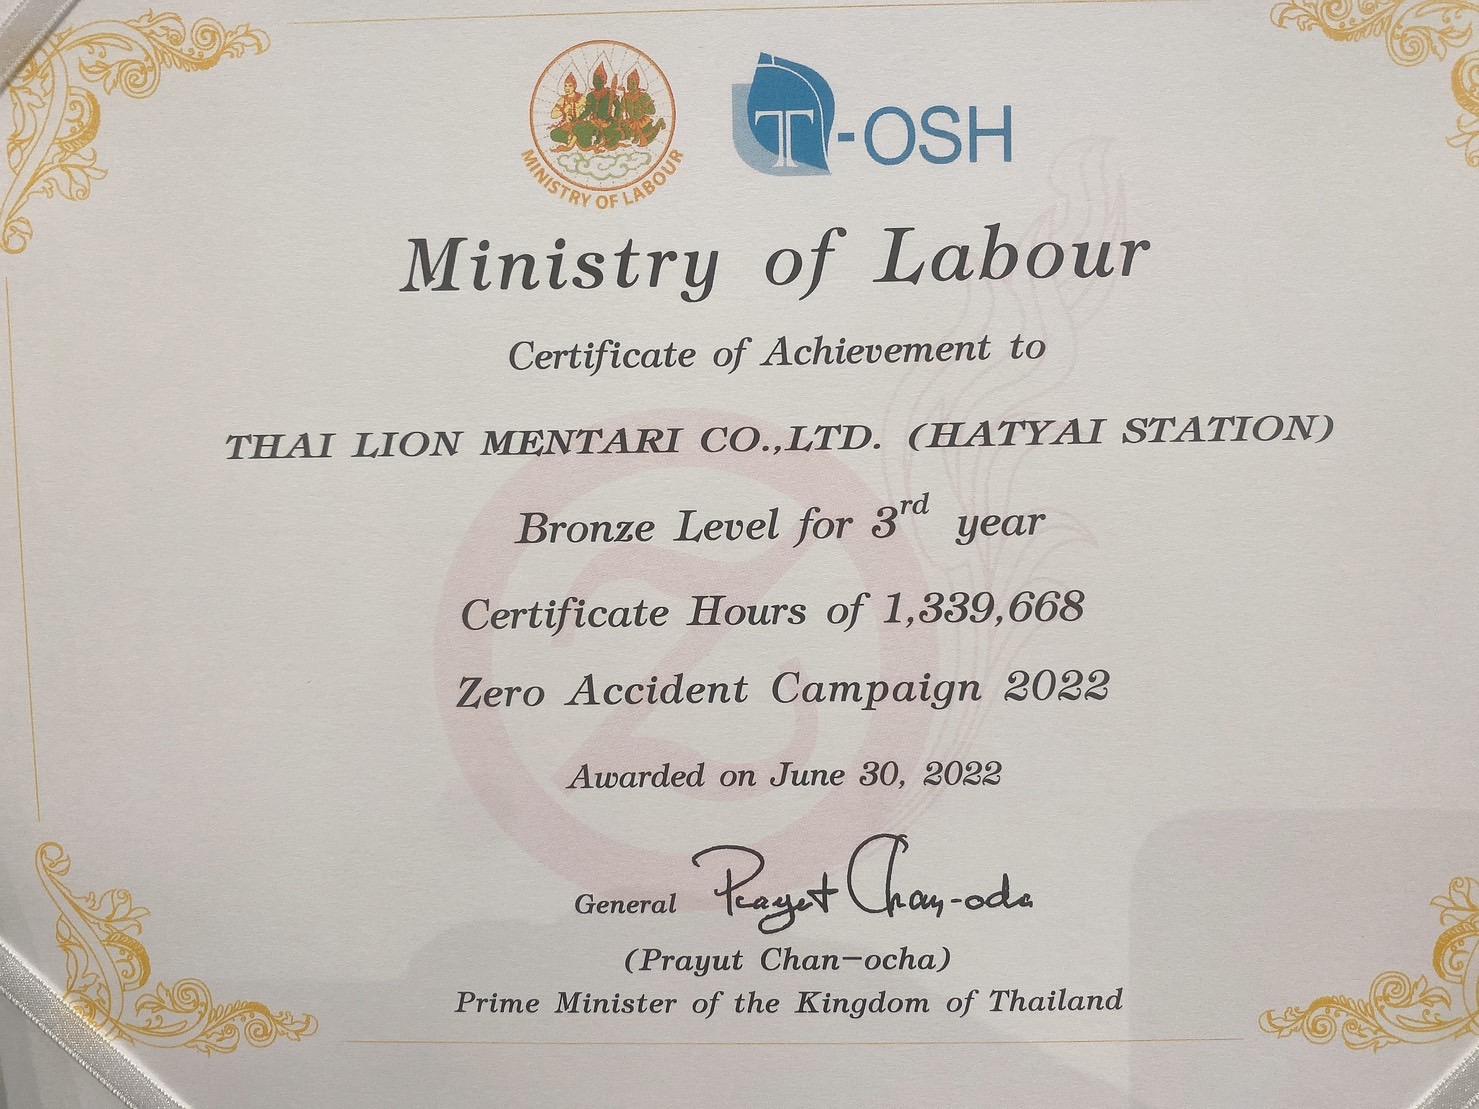 MINISTRY OF LABOUR
T-OSH
Ministry of Labour
Certificate of Achievement to
THAI LION MENTARI CO.,LTD. (HATYAI STATION)
Bronze Level for 3rd year
Certificate Hours of 1,339,668
Zero Accident Campaign 2022
Awarded on June 30, 2022
General Prayut Chan-ocha
(Prayut Chan-ocha)
Prime Minister of the Kingdom of Thailand